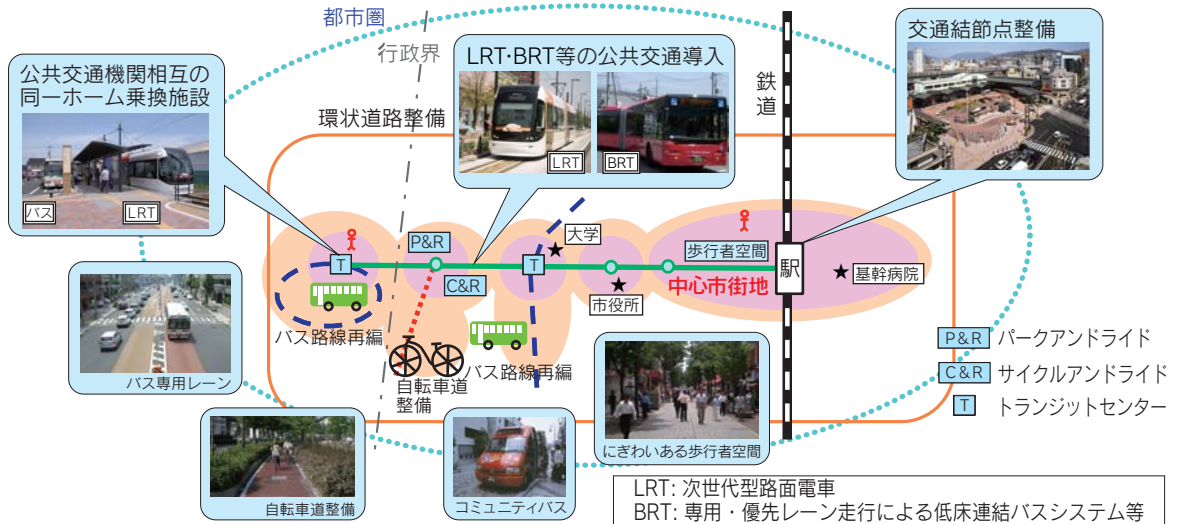 都市圏
行政界
公共交通機関相互の
同一ホーム乗換施設
バス
LRT
環状道路整備
LRT・BRT等の公共交通導入
LRT
BRT
鉄道
交通結節点整備
T
P&R
C&R
T
大学
市役所
歩行者空間
中心市街地
駅
基幹病院
バス路線再編
自転車道
整備
バス路線再編
バス専用レーン
自転車道整備
コミュニティバス
にぎわいある歩行者空間
P&R パークアンドライド
C&R サイクルアンドライド
T トランジットセンター
LRT: 次世代型路面電車
BRT: 専用・優先レーン走行による低床連結バスシステム等